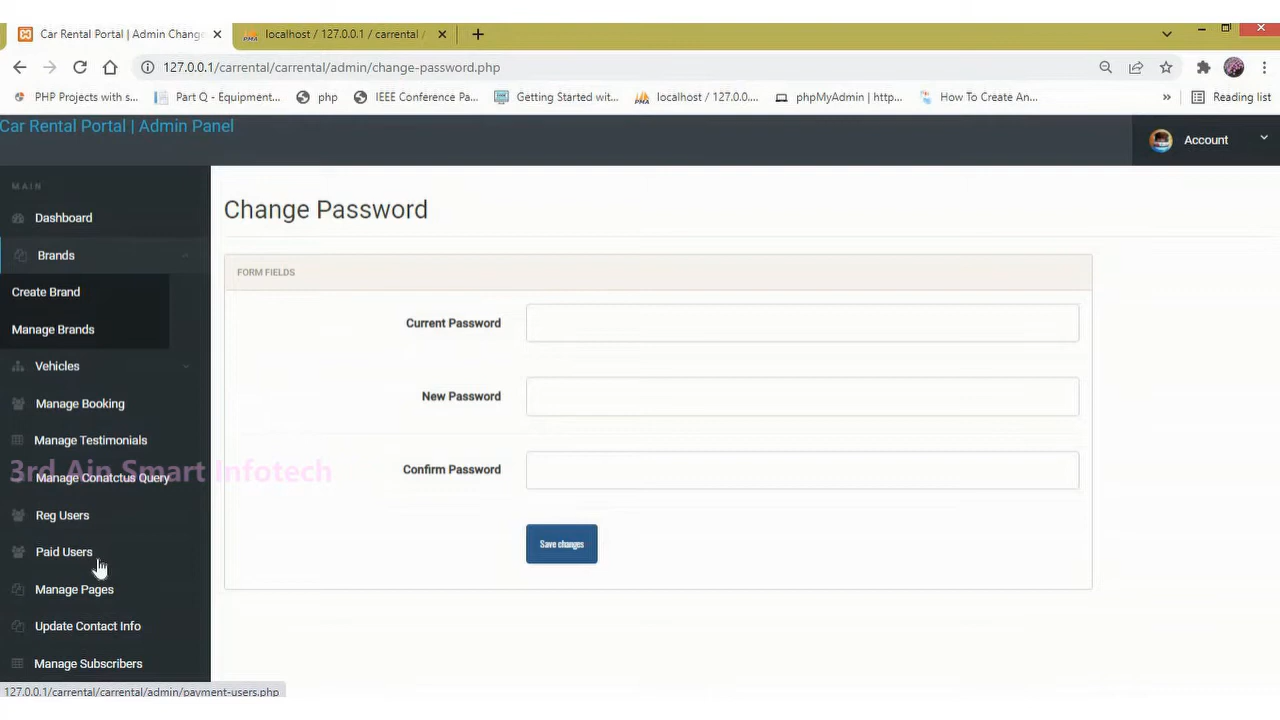 Car Rental Portal | Admin Change
localhost / 127.0.0.1 / carrental /
127.0.0.1/carrental/carrental/admin/change-password.php
PHP Projects with s...
Part Q - Equipment...
php
IEEE Conference Pa...
Getting Started wit...
localhost / 127.0.0....
phpMyAdmin | http...
How To Create An...
»
Reading list
Car Rental Portal | Admin Panel
Account
MAIN
Dashboard
Brands
Create Brand
Manage Brands
Vehicles
Manage Booking
Manage Testimonials
3rd Ain Smart Infotech
Manage Conatctus Query
Reg Users
Paid Users
Manage Pages
Update Contact Info
Manage Subscribers
Change Password
FORM FIELDS
Current Password
New Password
Confirm Password
Save changes
127.0.0.1/carrental/carrental/admin/payment-users.php